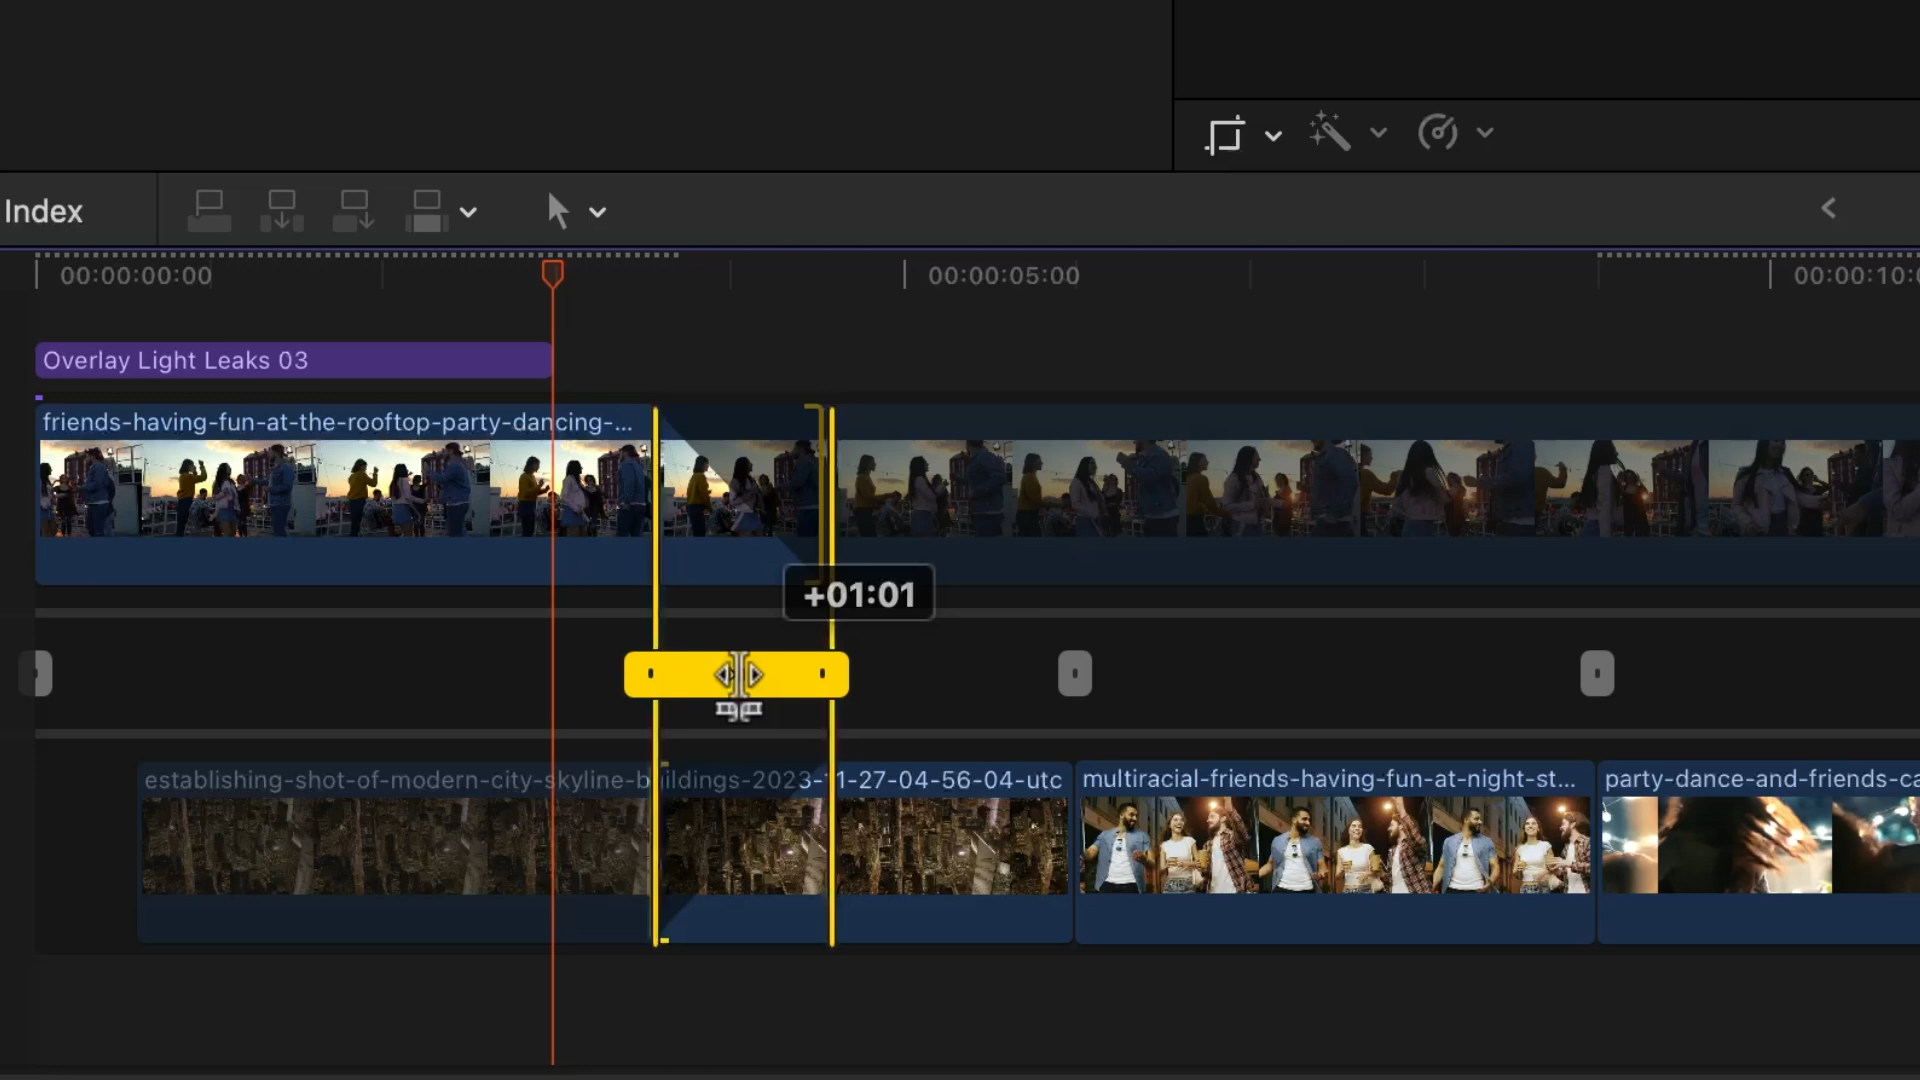 Index
00:00:00:00
00:00:05:00
00:00:10:0
Overlay Light Leaks 03
friends-having-fun-at-the-rooftop-party-dancing-...
+01:01
establishing-shot-of-modern-city-skyline-buildings-2023-11-27-04-56-04-utc
multiracial-friends-having-fun-at-night-st...
party-dance-and-friends-ca